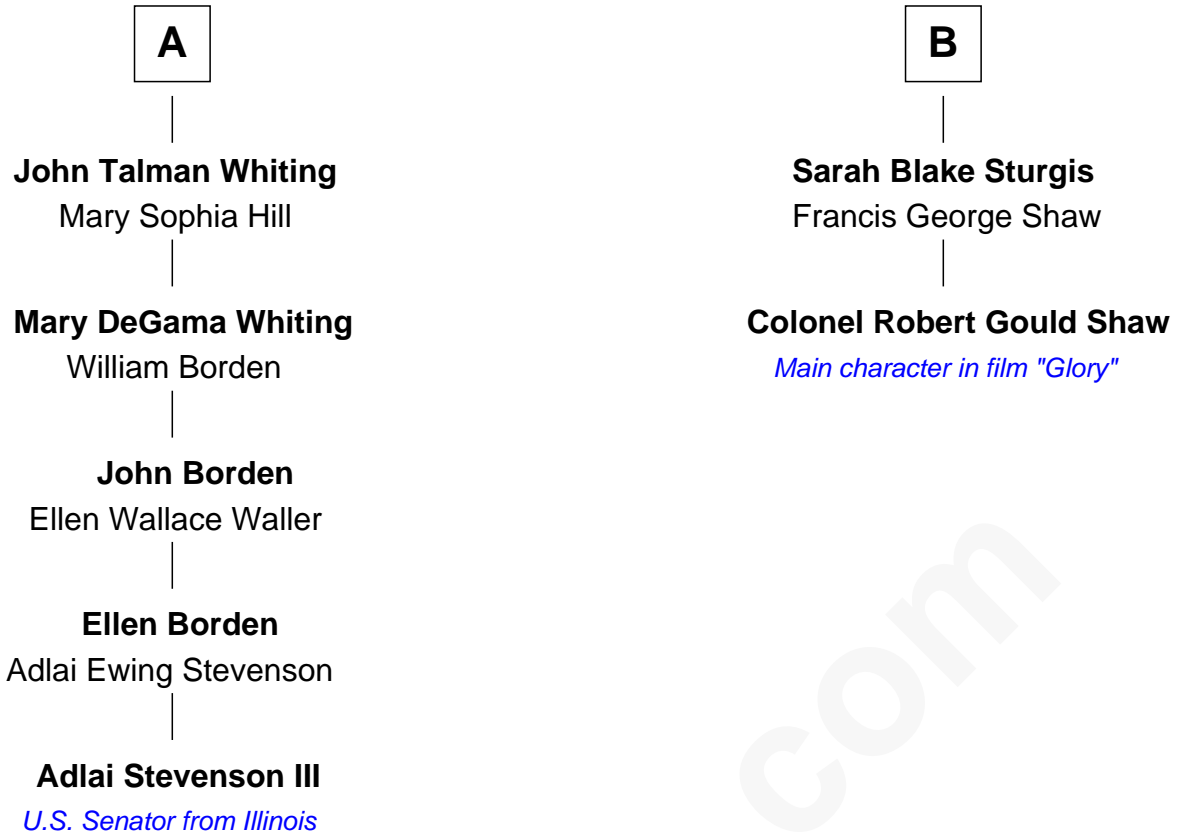 A
John Talman Whiting
Mary Sophia Hill
Mary DeGama Whiting
William Borden
John Borden
Ellen Wallace Waller
Ellen Borden
Adlai Ewing Stevenson
Adlai Stevenson III
U.S. Senator from Illinois
B
Sarah Blake Sturgis
Francis George Shaw
Colonel Robert Gould Shaw
Main character in film "Glory"
com